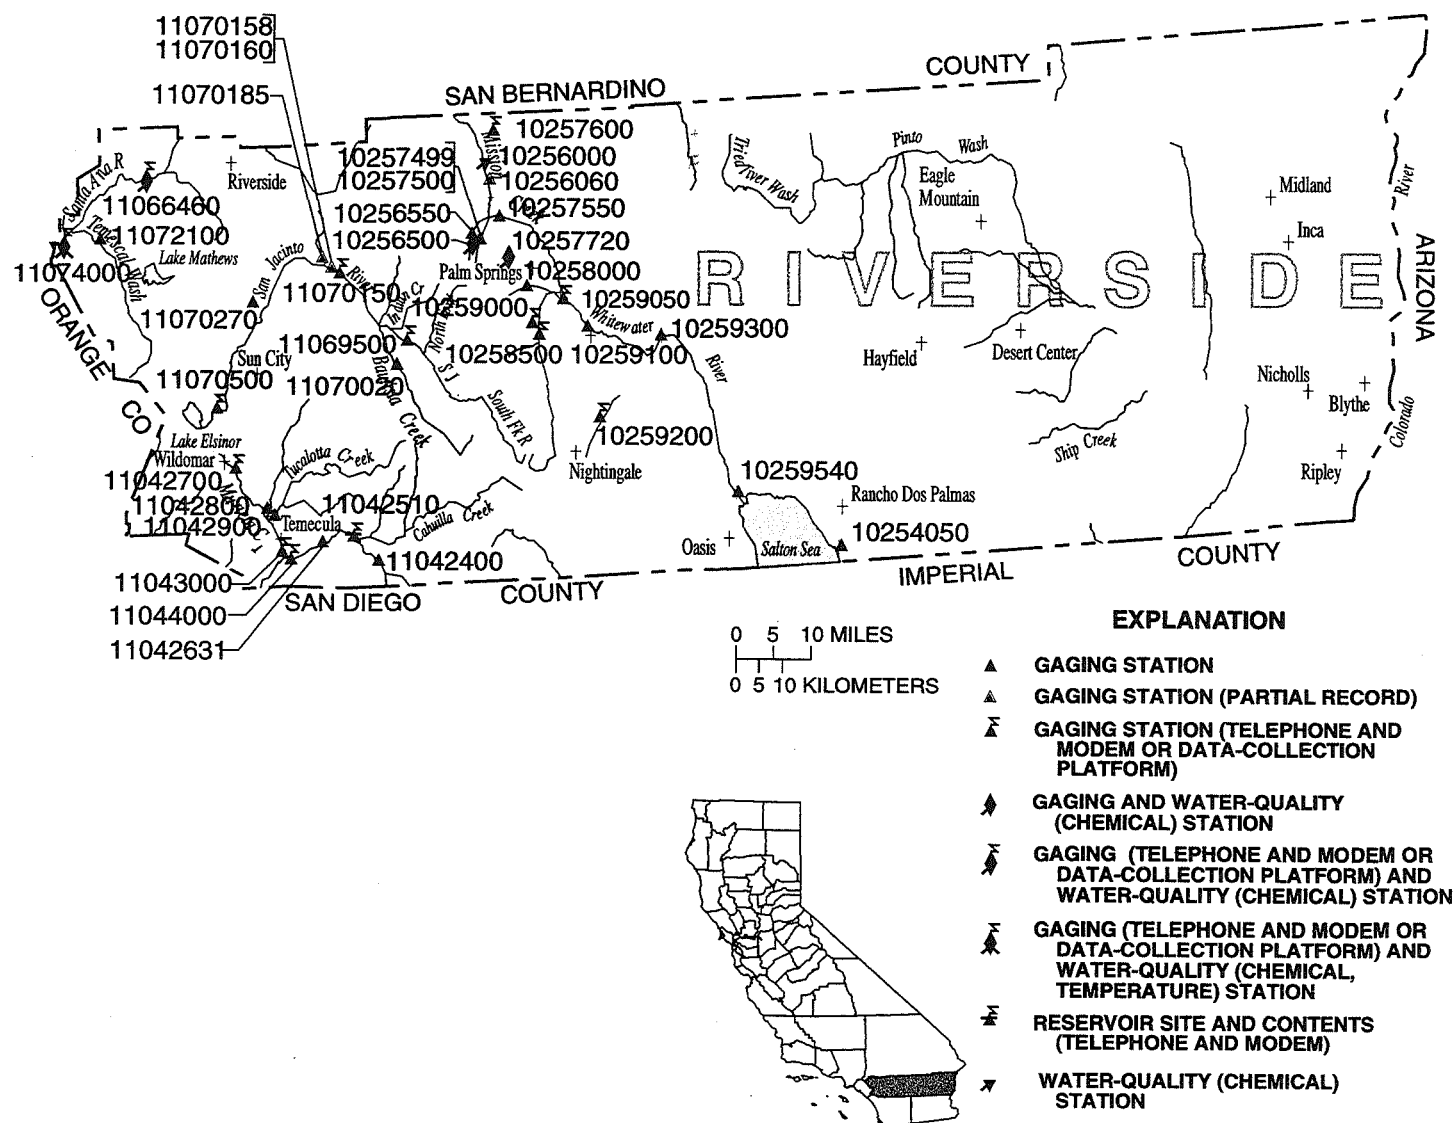 11070158
11070160
11070185
SAN BERNARDINO
COUNTY
10257600
10256000
10256060
10257499
10257500
Mission
Creek
10257550
10256550
10256500
10257720
Palm Springs
10258000
Santa Ana R
Riverside
11066460
11072100
Temescal Wash
Lake Mathews
11074000
ORANGE
CO
San Jacinto
River
11070150
Indian Cr
10259000
10259050
Whitewater
River
10259300
10259100
10258500
11070270
11069500
North
S J
South Fk R
Sun City
11070500
11070020
Bautista Creek
10259200
Nightingale
Lake Elsinor
Wildomar
11042700
11042800
11042900
Tucalotta Creek
11042510
Temecula
Cahuilla Creek
11042400
11043000
11044000
11042631
SAN DIEGO
COUNTY
10259540
Rancho Dos Palmas
10254050
Oasis
Salton Sea
IMPERIAL
COUNTY
Pinto Wash
Eagle
Mountain
Midland
Inca
RIVERSIDE
Hayfield
Desert Center
Nicholls
Blythe
Ripley
Ship Creek
River
Colorado
ARIZONA
0 5 10 MILES
0 5 10 KILOMETERS
EXPLANATION
GAGING STATION
GAGING STATION (PARTIAL RECORD)
GAGING STATION (TELEPHONE AND
MODEM OR DATA-COLLECTION
PLATFORM)
GAGING AND WATER-QUALITY
(CHEMICAL) STATION
GAGING (TELEPHONE AND MODEM OR
DATA-COLLECTION PLATFORM) AND
WATER-QUALITY (CHEMICAL) STATION
GAGING (TELEPHONE AND MODEM OR
DATA-COLLECTION PLATFORM) AND
WATER-QUALITY (CHEMICAL,
TEMPERATURE) STATION
RESERVOIR SITE AND CONTENTS
(TELEPHONE AND MODEM)
WATER-QUALITY (CHEMICAL)
STATION